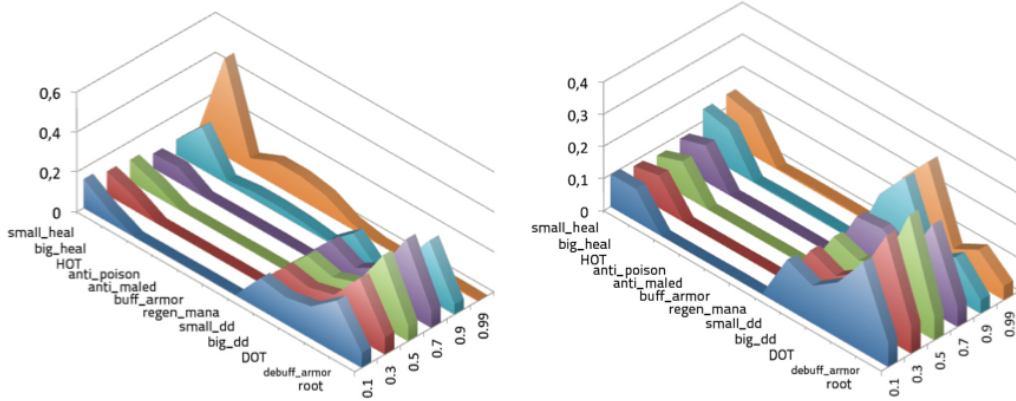 0,6
0,4
0,2
0
small_heal
big_heal
HOT
anti_poison
anti_maled
buff_armor
regen_mana
small_dd
big_dd
DOT
debuff_armor
root
0.1
0.3
0.5
0.7
0.9
0.99
0,4
0,3
0,2
0,1
0
small_heal
big_heal
HOT
anti_poison
anti_maled
buff_armor
regen_mana
small_dd
big_dd
DOT
debuff_armor
root
0.1
0.3
0.5
0.7
0.9
0.99